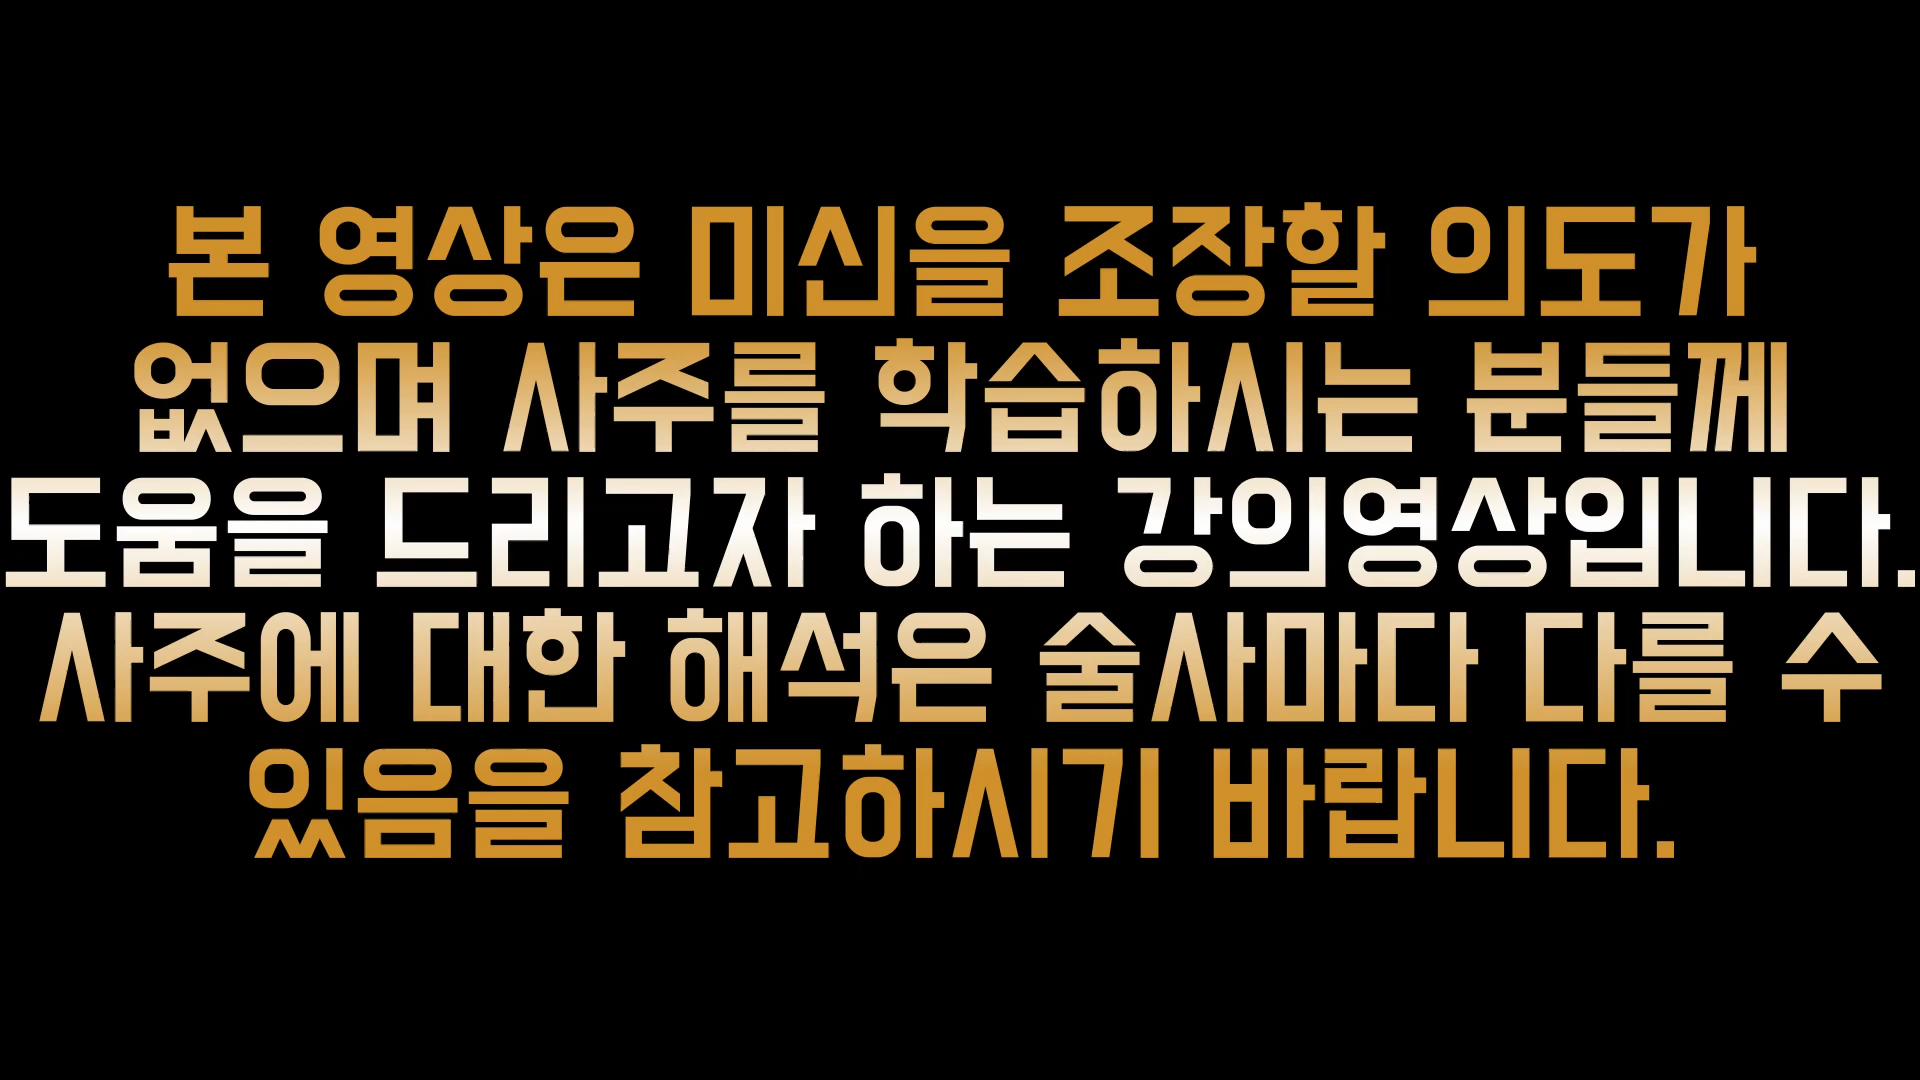 본 영상은 미신을 조장할 의도가
없으며 사주를 학습하시는 분들께
도움을 드리고자 하는 강의영상입니다.
사주에 대한 해석은 술사마다 다를 수
있음을 참고하시기 바랍니다.